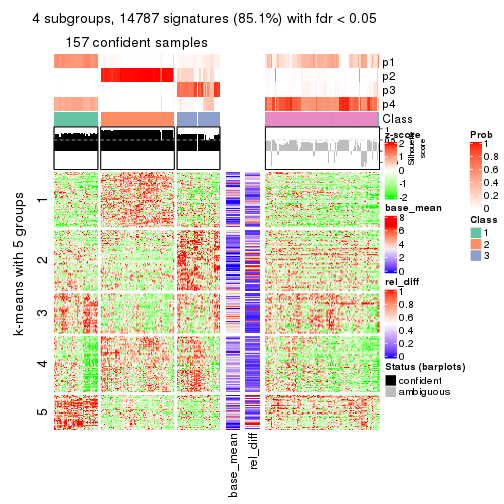 4 subgroups, 14787 signatures (85.1%) with fdr < 0.05
157 confident samples
p1
p2
p3
p4
Class
1
Silhouette
score
k-means with 5 groups
1
2
3
4
5
base_mean
rel_diff
z-score
2
1
0
-1
-2
base_mean
8
6
4
2
0
rel_diff
1
0.8
0.6
0.4
0.2
0
Status (barplots)
confident
ambiguous
Prob
1
0.8
0.6
0.4
0.2
0
Class
1
2
3